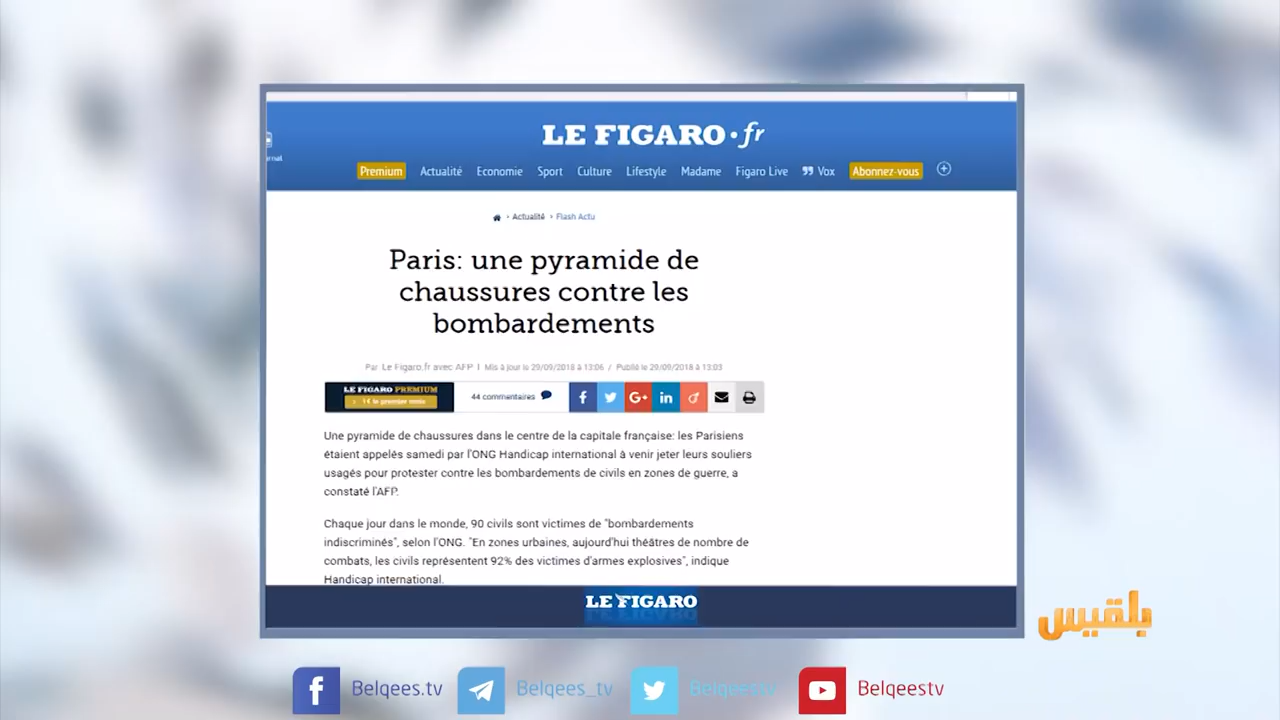 LE FIGARO·fr
rnal
Premium Actualité Economie Sport Culture Lifestyle Madame Figaro Live Vox Abonnez-vous
Actualité › Flash Actu
Paris: une pyramide de
chaussures contre les
bombardements
Par Le Figaro.fr avec AFP | Mis à jour le 29/09/2018 à 13:06 / Publié le 29/09/2018 à 13:03
LE FIGARO PREMIUM
> 1€ le premier mois
44 commentaires
Une pyramide de chaussures dans le centre de la capitale française: les Parisiens
étaient appelés samedi par l'ONG Handicap international à venir jeter leurs souliers
usagés pour protester contre les bombardements de civils en zones de guerre, a
constaté l'AFP.
Chaque jour dans le monde, 90 civils sont victimes de "bombardements
indiscriminés", selon l'ONG. "En zones urbaines, aujourd'hui théâtres de nombre de
combats, les civils représentent 92% des victimes d'armes explosives", indique
Handicap international.
LE FIGARO
بلقيس
Belqees.tv Belqees_tv Belqeestv Belqeestv